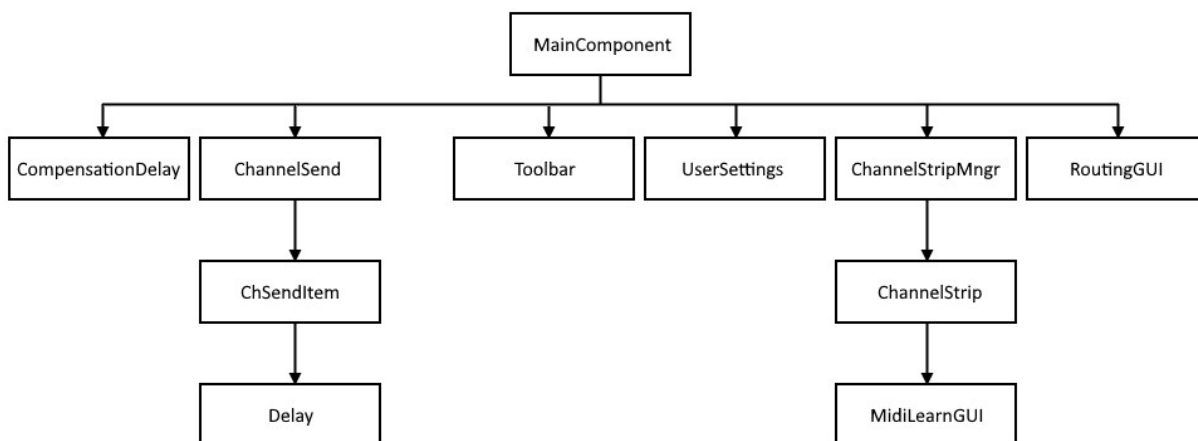 MainComponent
CompensationDelay
ChannelSend
Toolbar
UserSettings
ChannelStripMngr
RoutingGUI
ChSendItem
ChannelStrip
Delay
MidiLearnGUI